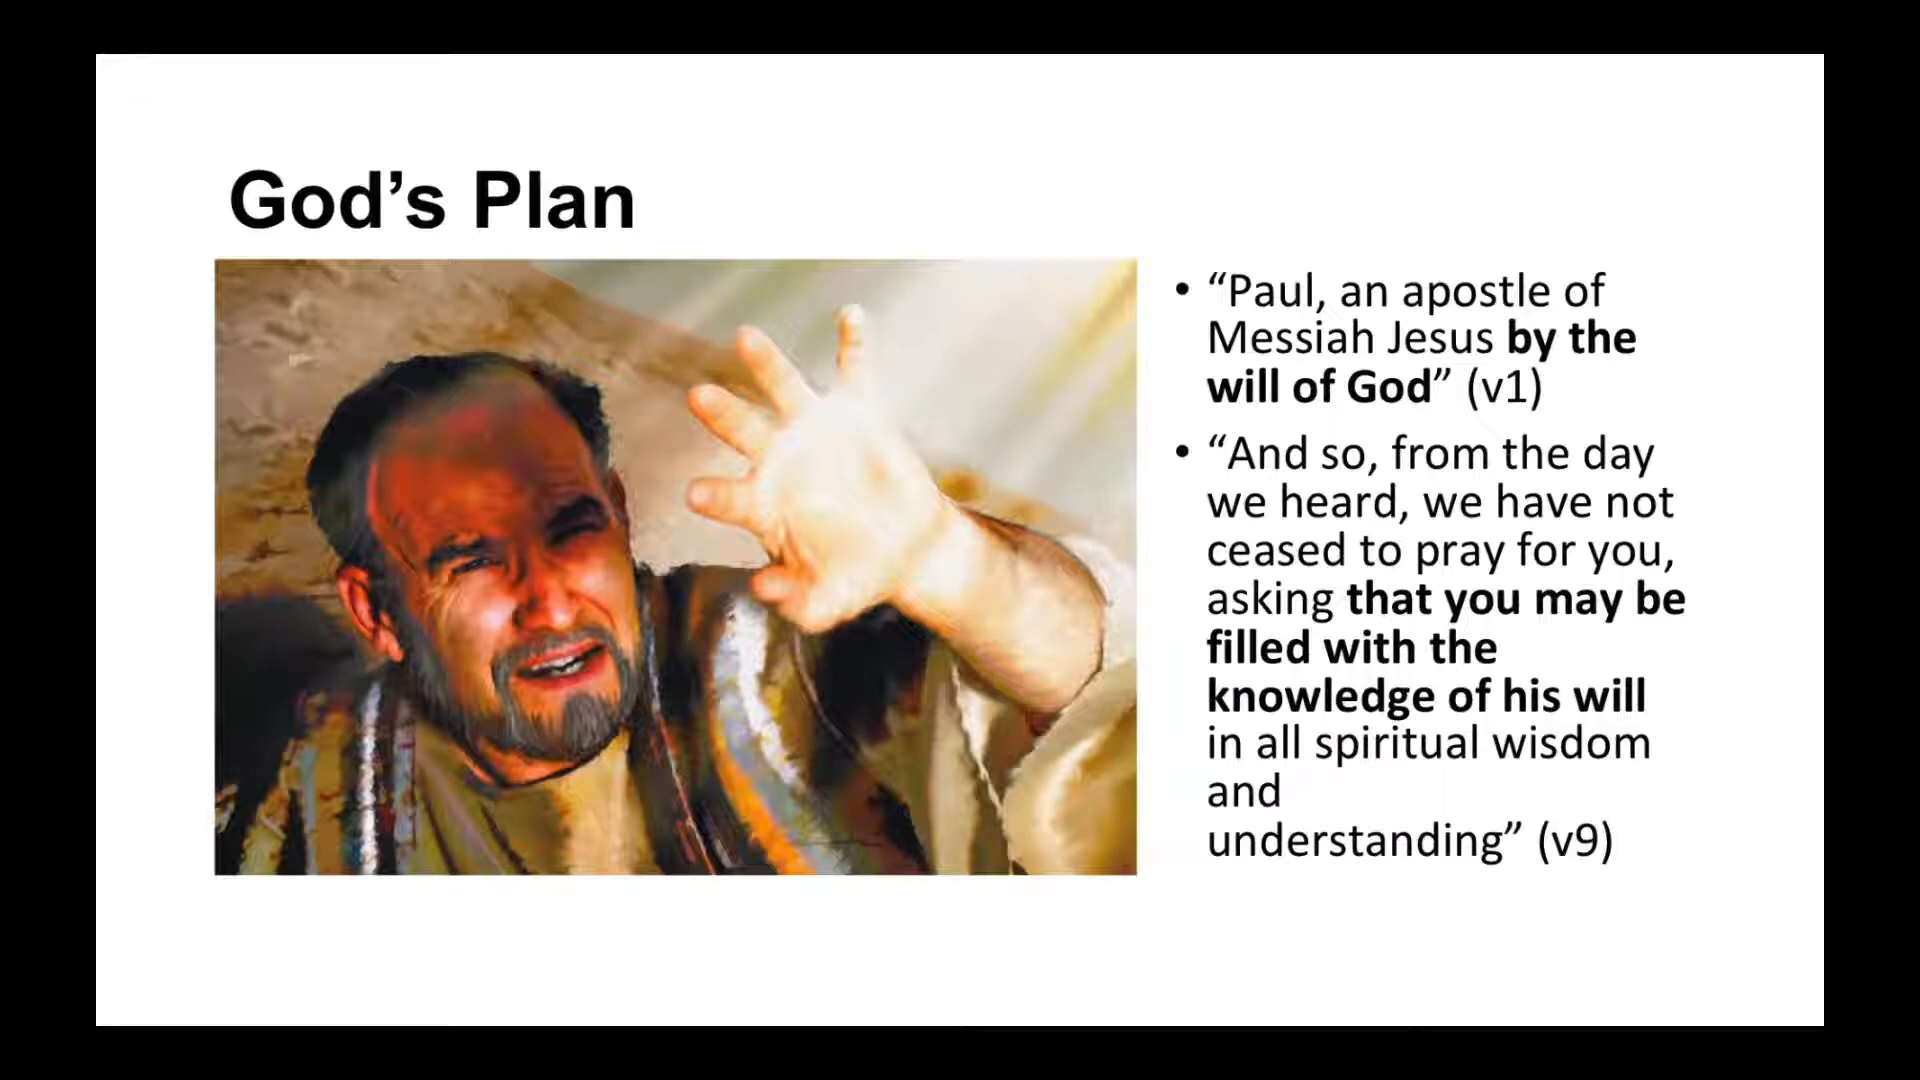 God’s Plan
• “Paul, an apostle of
Messiah Jesus by the
will of God” (v1)
• “And so, from the day
we heard, we have not
ceased to pray for you,
asking that you may be
filled with the
knowledge of his will
in all spiritual wisdom
and
understanding” (v9)